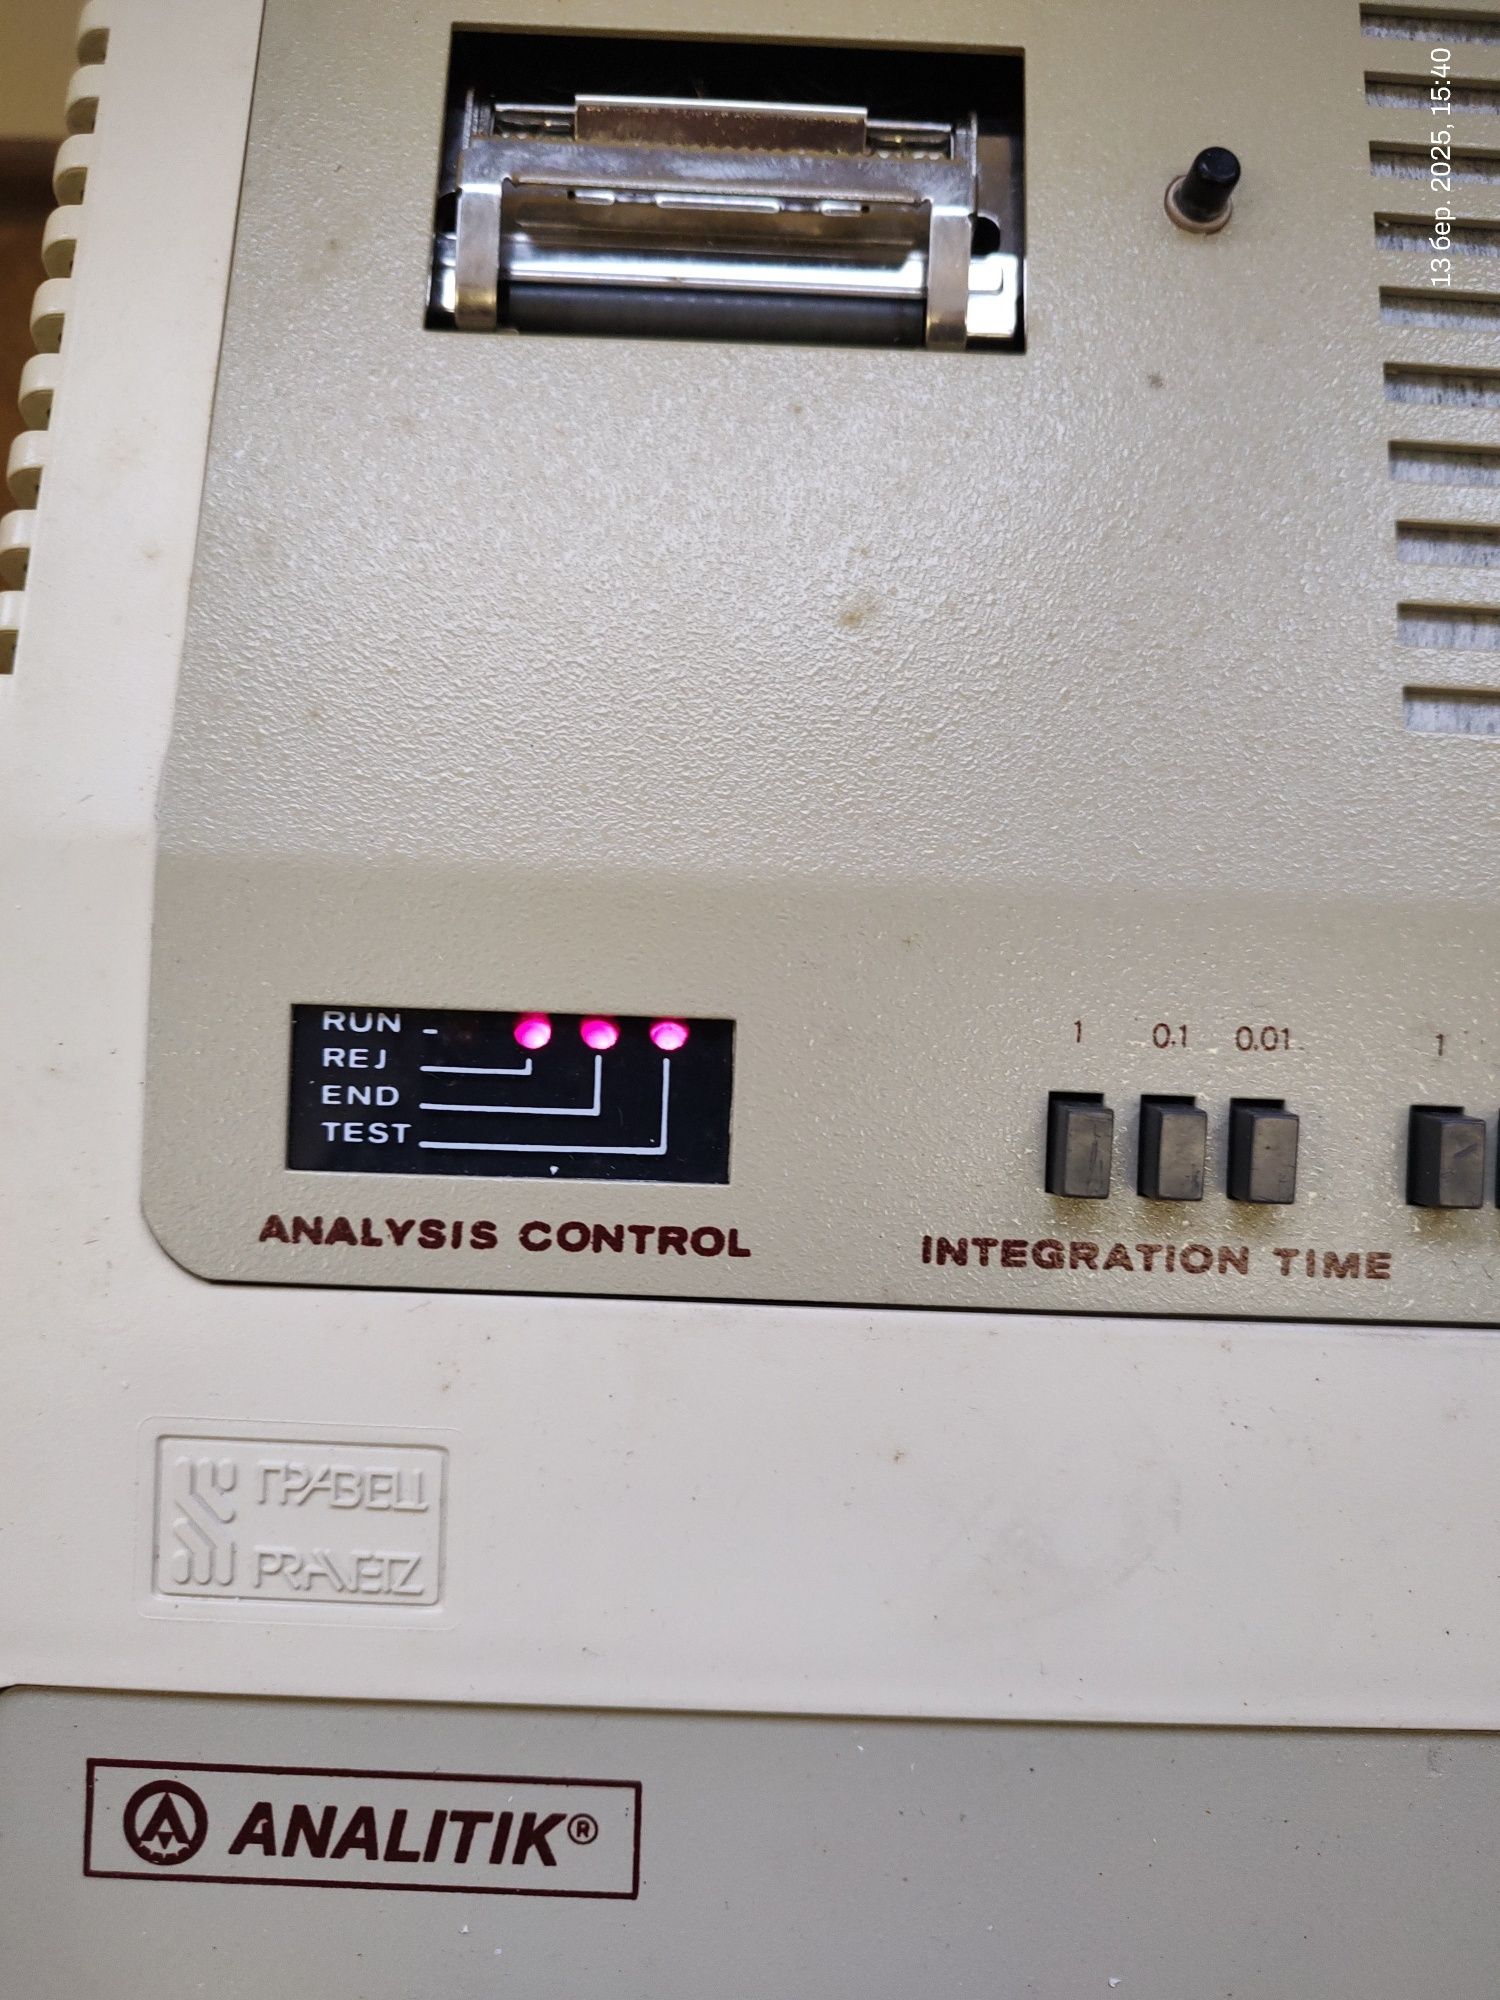 13 бер. 2025, 15:40
RUN -
REJ
END
TEST
ANALYSIS CONTROL
1 0.1 0.01
1
INTEGRATION TIME
ПРАВЕЦ
PRAVETZ
ANALITIK®